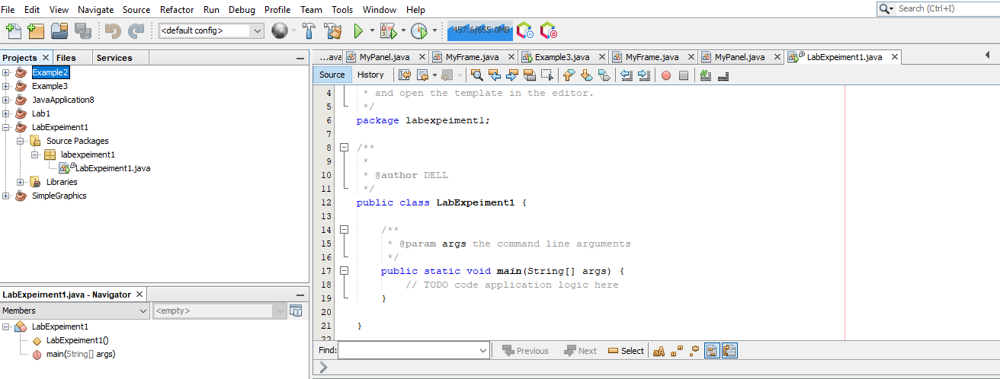 File Edit View Navigate Source Refactor Run Debug Profile Team Tools Window Help
Search (Ctrl+I)
<default config>
457.6/655.0MB
Projects Files Services
Example2
Example3
JavaApplication8
Lab1
LabExpeiment1
Source Packages
labexpeiment1
LabExpeiment1.java
Libraries
SimpleGraphics
LabExpeiment1.java - Navigator
Members <empty>
LabExpeiment1
LabExpeiment1()
main(String[] args)
...ava MyPanel.java MyFrame.java Example3.java MyFrame.java MyPanel.java LabExpeiment1.java
Source History
4 * and open the template in the editor.
5 */
6 package labexpeiment1;
7
8 /**
9 *
10 * @author DELL
11 */
12 public class LabExpeiment1 {
13
14 /**
15 * @param args the command line arguments
16 */
17 public static void main(String[] args) {
18 // TODO code application logic here
19 }
20
21 }
22
Find: Previous Next Select